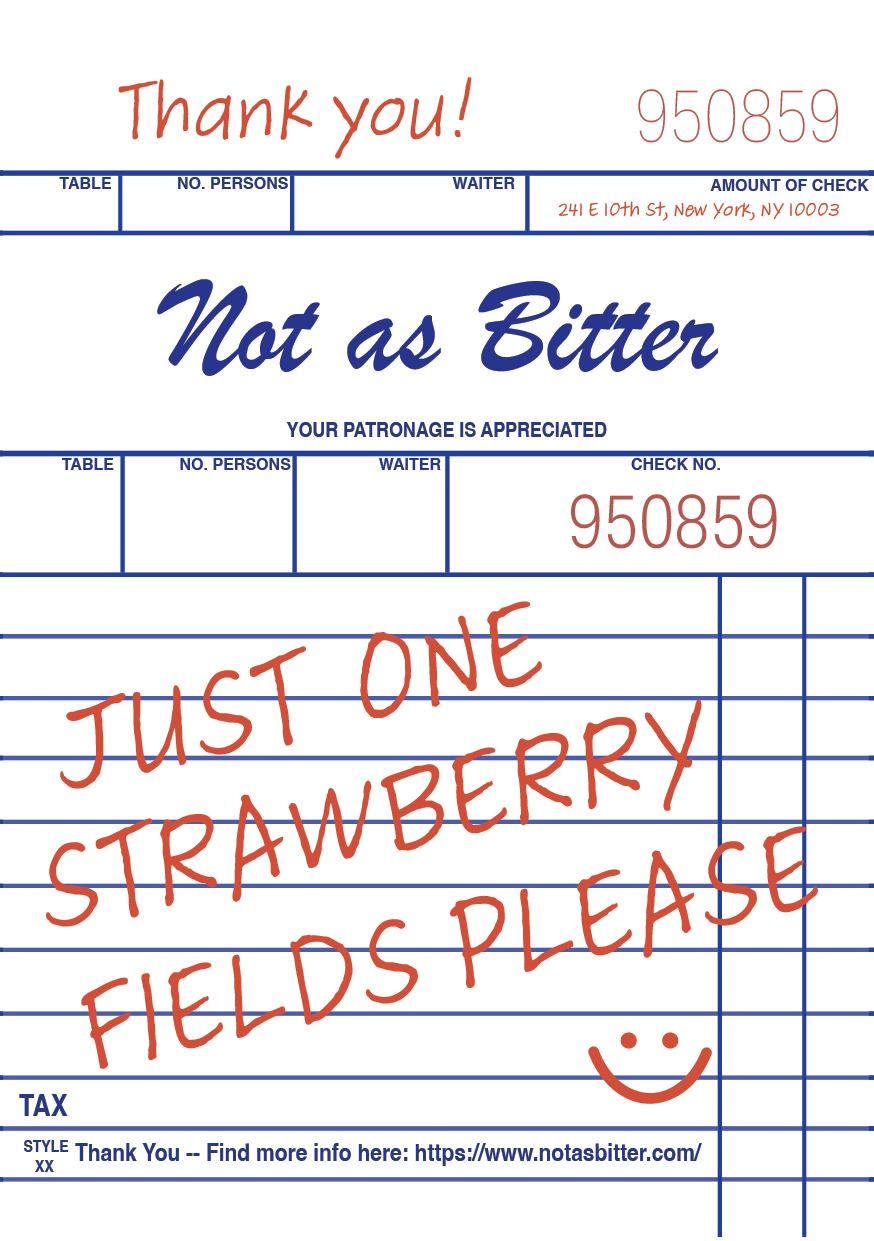 Thank you!
950859
TABLE NO. PERSONS WAITER AMOUNT OF CHECK
241 E 10th St, New York, NY 10003
Not as Bitter
YOUR PATRONAGE IS APPRECIATED
TABLE NO. PERSONS WAITER CHECK NO.
950859
JUST ONE
STRAWBERRY
FIELDS PLEASE
TAX
STYLE
XX
Thank You -- Find more info here: https://www.notasbitter.com/